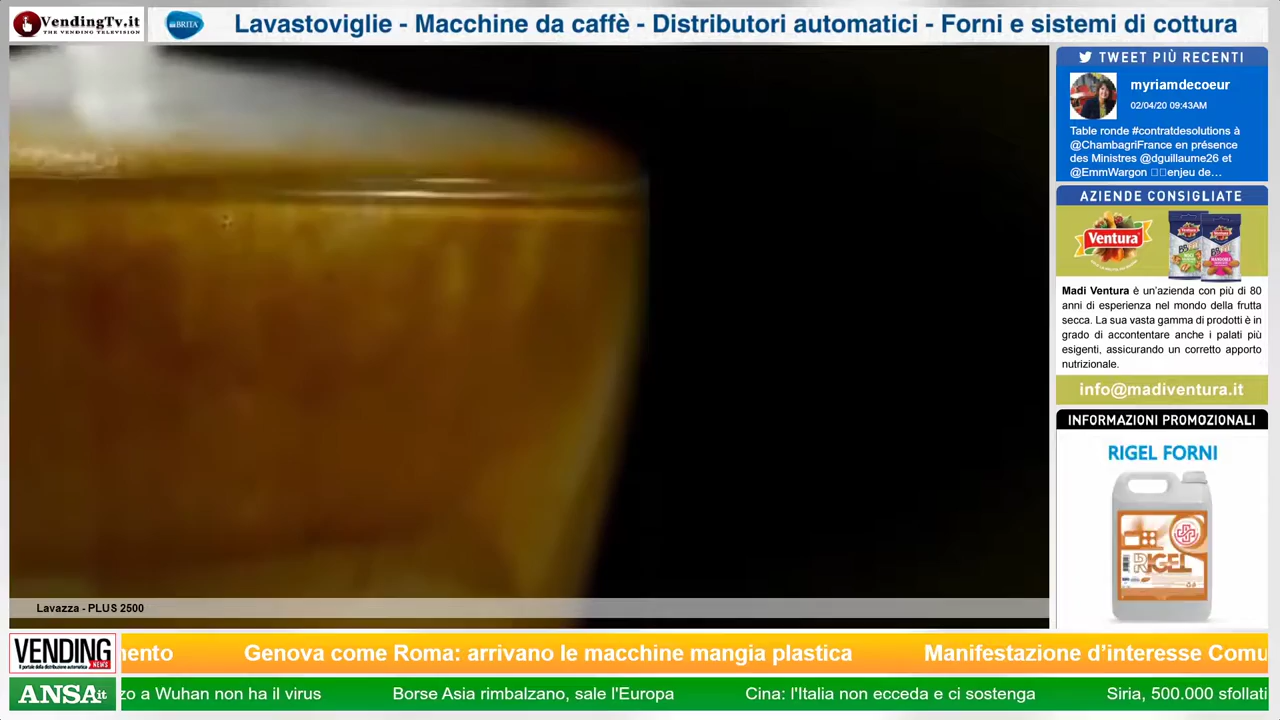 VendingTv.it
THE VENDING TELEVISION
BRITA
Lavastoviglie - Macchine da caffè - Distributori automatici - Forni e sistemi di cottura
TWEET PIÙ RECENTI
myriamdecoeur
02/04/20 09:43AM
Table ronde #contratdesolutions à
@ChambagriFrance en présence
des Ministres @dguillaume26 et
@EmmWargon enjeu de…
AZIENDE CONSIGLIATE
Ventura
Madi Ventura è un'azienda con più di 80
anni di esperienza nel mondo della frutta
secca. La sua vasta gamma di prodotti è in
grado di accontentare anche i palati più
esigenti, assicurando un corretto apporto
nutrizionale.
info@madiventura.it
INFORMAZIONI PROMOZIONALI
RIGEL FORNI
RIGEL
Lavazza - PLUS 2500
VENDING
NEWS
Il portale della distribuzione automatica
mento
Genova come Roma: arrivano le macchine mangia plastica
Manifestazione d'interesse Comu
ANSA.it
zo a Wuhan non ha il virus
Borse Asia rimbalzano, sale l'Europa
Cina: l'Italia non ecceda e ci sostenga
Siria, 500.000 sfollati